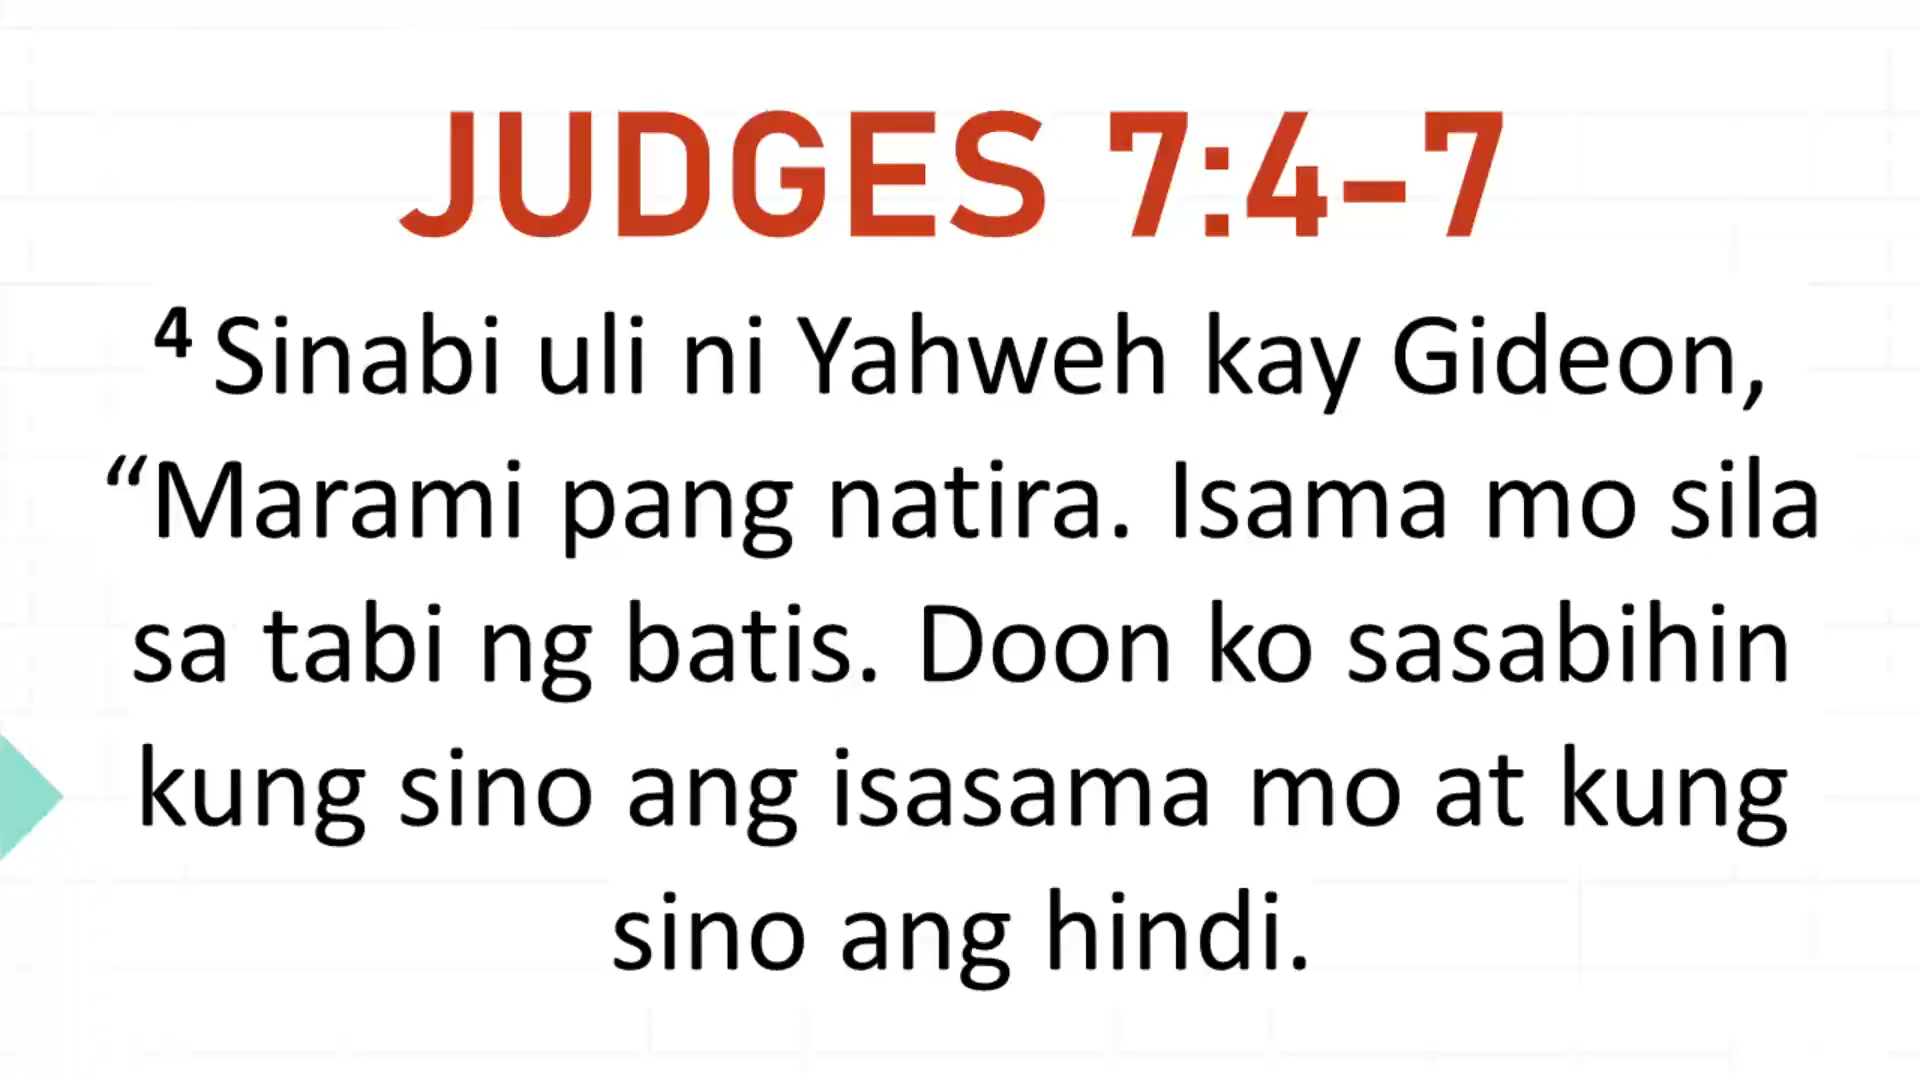 JUDGES 7:4-7
4 Sinabi uli ni Yahweh kay Gideon,
“Marami pang natira. Isama mo sila
sa tabi ng batis. Doon ko sasabihin
kung sino ang isasama mo at kung
sino ang hindi.